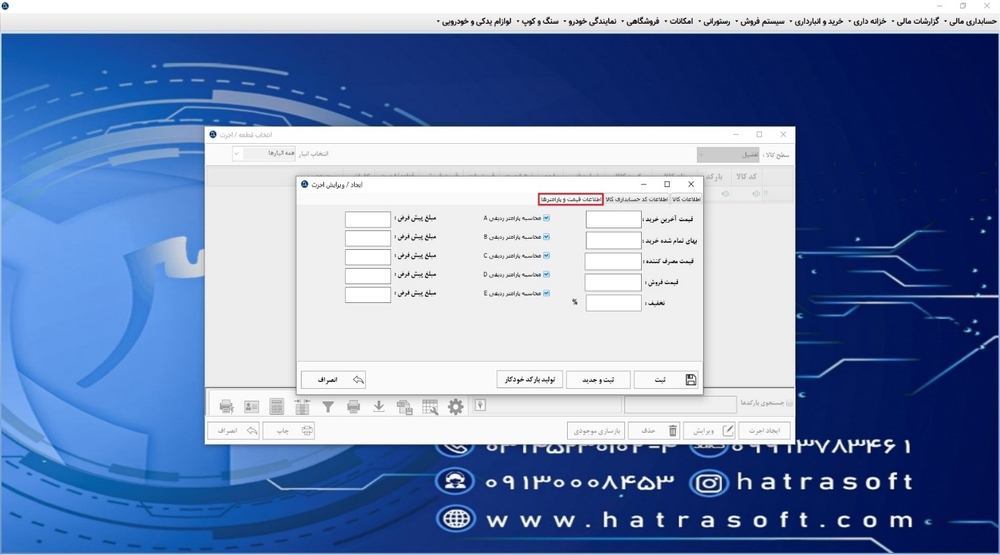 حسابداری مالی گزارشات مالی خزانه داری خرید و انبارداری سیستم فروش رستورانی امکانات فروشگاهی نمایندگی خودرو سنگ و کوپ لوازم یدکی و خودرویی
انتخاب قطعه / اجرت
سطح کالا : تفصیل
همه انبارها انتخاب انبار
کد کالا بارکد
ایجاد / ویرایش اجرت
اطلاعات کالا اطلاعات کد حسابداری کالا اطلاعات قیمت و پارامترها
قیمت آخرین خرید : محاسبه پارامتر ردیفی A مبلغ پیش فرض :
بهای تمام شده خرید : محاسبه پارامتر ردیفی B مبلغ پیش فرض :
قیمت مصرف کننده : محاسبه پارامتر ردیفی C مبلغ پیش فرض :
قیمت فروش : محاسبه پارامتر ردیفی D مبلغ پیش فرض :
تخفیف : % محاسبه پارامتر ردیفی E مبلغ پیش فرض :
ثبت ثبت و جدید تولید بارکد خودکار انصراف
جستجوی بارکدها
ایجاد اجرت ویرایش حذف بازسازی موجودی چاپ انصراف
۰۹۱۳۰۰۰۸۴۵۳ hatrasoft
www.hatrasoft.com